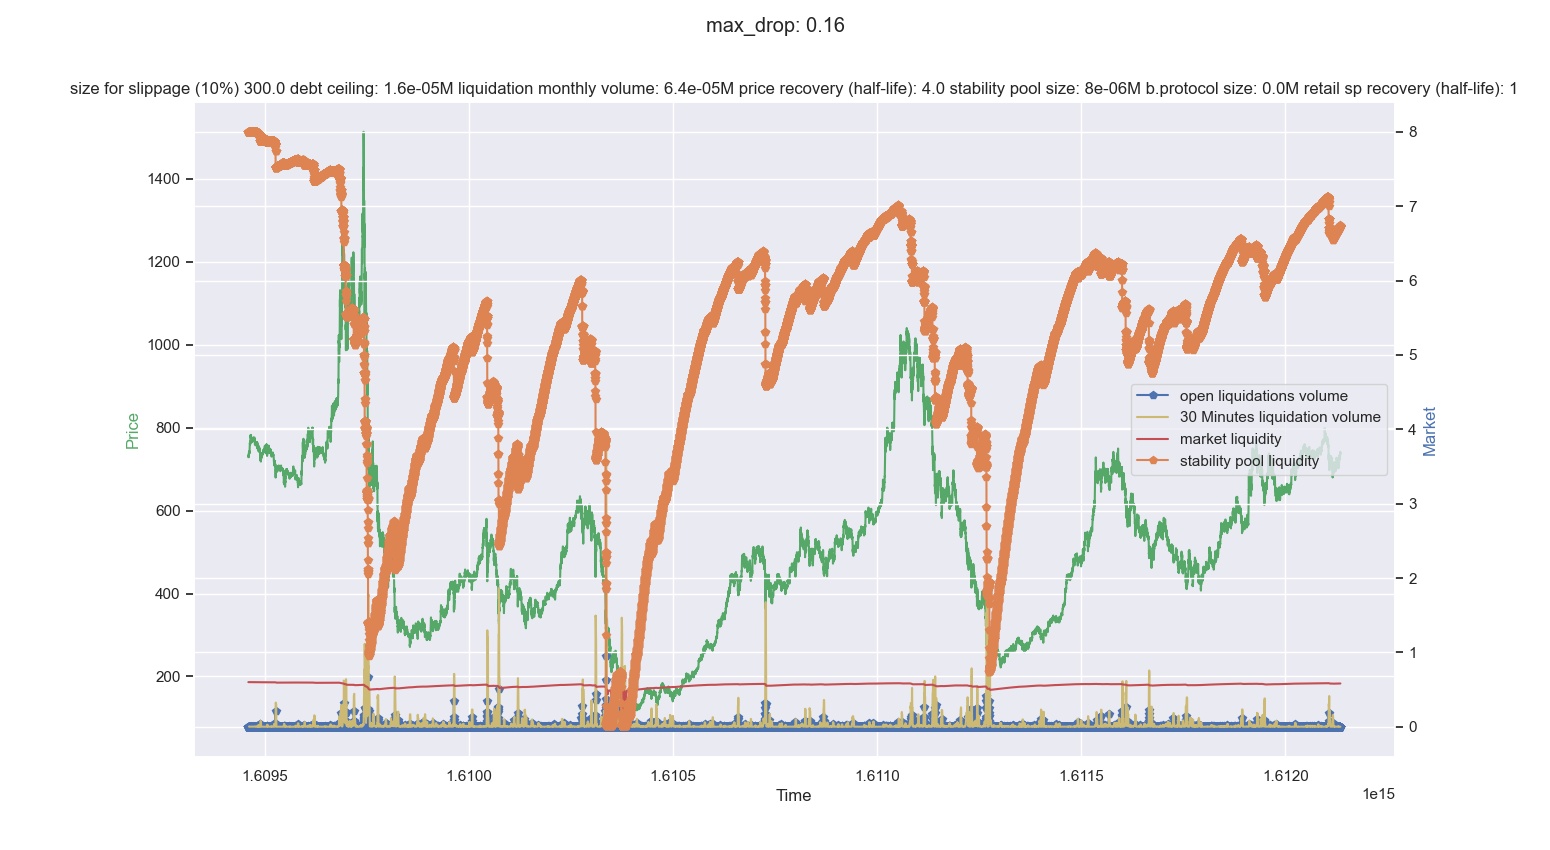 max_drop: 0.16
size for slippage (10%) 300.0 debt ceiling: 1.6e-05M liquidation monthly volume: 6.4e-05M price recovery (half-life): 4.0 stability pool size: 8e-06M b.protocol size: 0.0M retail sp recovery (half-life): 1
1400
1200
1000
800
600
400
200
Price
8
7
6
5
4
3
2
1
0
Market
open liquidations volume
30 Minutes liquidation volume
market liquidity
stability pool liquidity
1.6095 1.6100 1.6105 1.6110 1.6115 1.6120
Time
1e15